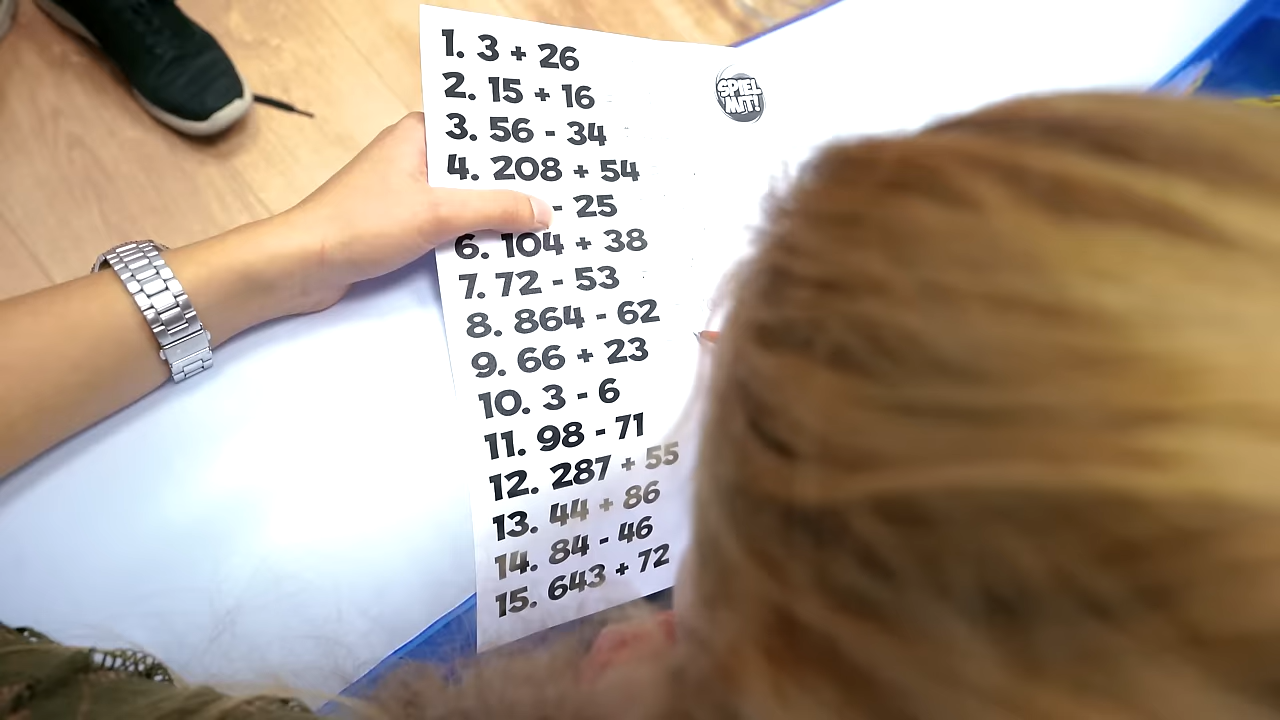 1. 3 + 26
SPIEL
MIT!
2. 15 + 16
3. 56 - 34
4. 208 + 54
- 25
6. 104 + 38
7. 72 - 53
8. 864 - 62
9. 66 + 23
10. 3 - 6
11. 98 - 71
12. 287 + 55
13. 44 + 86
14. 84 - 46
15. 643 + 72